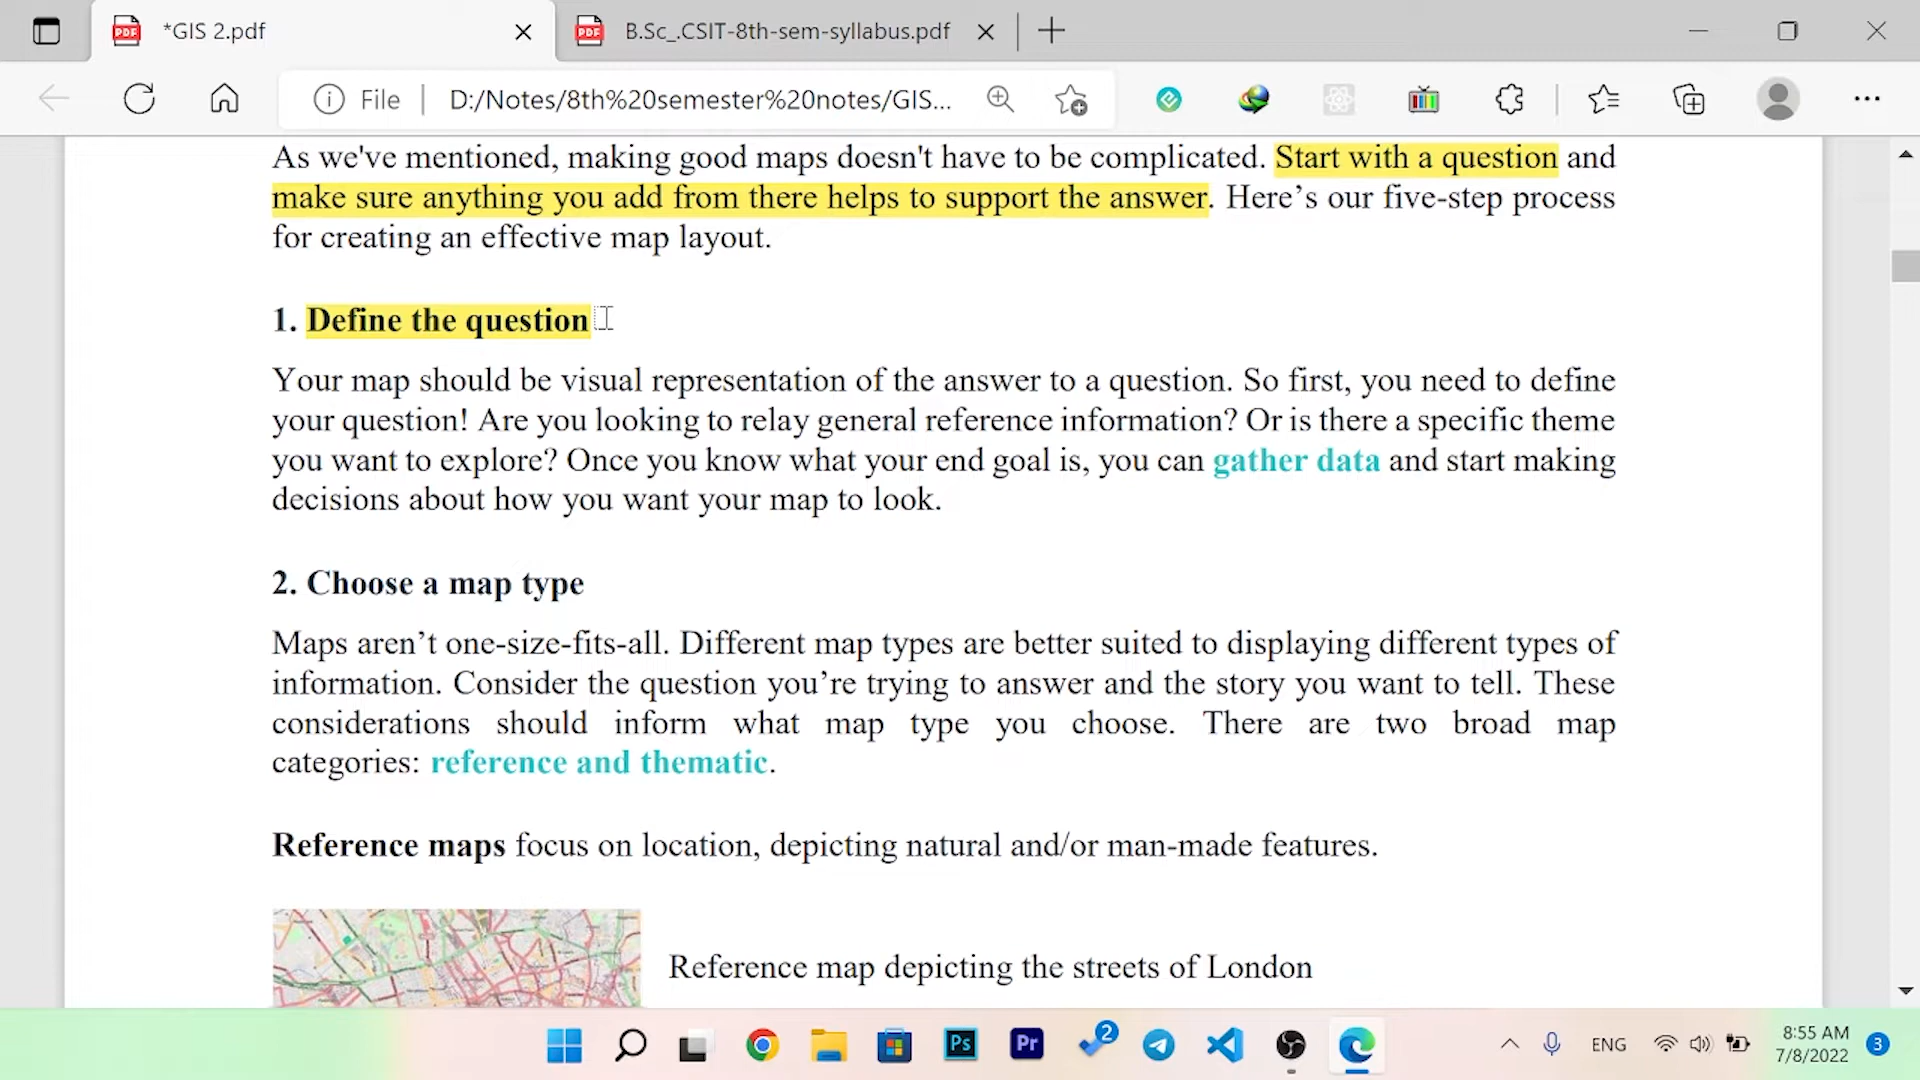 *GIS 2.pdf
B.Sc_.CSIT-8th-sem-syllabus.pdf
File
D:/Notes/8th%20semester%20notes/GIS...
As we've mentioned, making good maps doesn't have to be complicated. Start with a question and
make sure anything you add from there helps to support the answer. Here’s our five-step process
for creating an effective map layout.
1. Define the question
Your map should be visual representation of the answer to a question. So first, you need to define
your question! Are you looking to relay general reference information? Or is there a specific theme
you want to explore? Once you know what your end goal is, you can gather data and start making
decisions about how you want your map to look.
2. Choose a map type
Maps aren’t one-size-fits-all. Different map types are better suited to displaying different types of
information. Consider the question you’re trying to answer and the story you want to tell. These
considerations should inform what map type you choose. There are two broad map
categories: reference and thematic.
Reference maps focus on location, depicting natural and/or man-made features.
Reference map depicting the streets of London
Ps
Pr
2
ENG
8:55 AM
7/8/2022
3